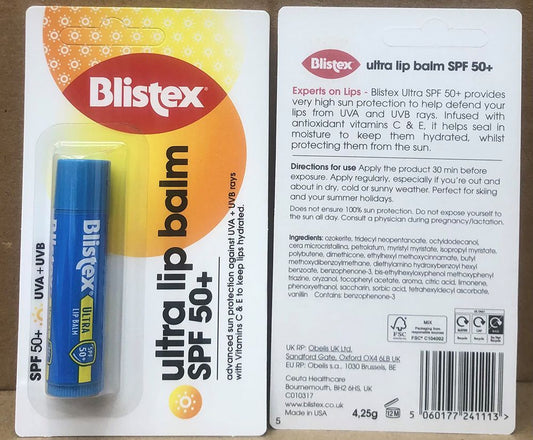 Blistex
ultra lip balm
SPF 50+
advanced sun protection against UVA + UVB rays
with Vitamins C & E to keep lips hydrated.
SPF 50+ UVA + UVB
Blistex
ULTRA
LIP BALM
SPF
50+
Blistex
ultra lip balm SPF 50+
Experts on Lips - Blistex Ultra SPF 50+ provides
very high sun protection to help defend your
lips from UVA and UVB rays. Infused with
antioxidant vitamins C & E, it helps seal in
moisture to keep them hydrated, whilst
protecting them from the sun.
Directions for use Apply the product 30 min before
exposure. Apply regularly, especially if you're out and
about in dry, cold or sunny weather. Perfect for skiing
and your summer holidays.
Does not ensure 100% sun protection. Do not expose yourself to
the sun all day. Consult a physician during pregnancy/lactation.
Ingredients: ozokerite, tridecyl neopentanoate, octyldodecanol,
cera microcristallina, petrolatum, myristyl myristate, isopropyl myristate,
polybutene, dimethicone, ethylhexyl methoxycinnamate, butyl
methoxydibenzoylmethane, diethylamino hydroxybenzoyl hexyl
benzoate, benzophenone-3, bis-ethylhexyloxyphenol methoxyphenyl
triazine, oryzanol, tocopheryl acetate, aroma, citric acid, limonene,
phenoxyethanol, saccharin, sorbic acid, tetrahexyldecyl ascorbate,
vanillin Contains: benzophenone-3
FSC
MIX
Packaging from
responsible sources
FSC® C104002
Recycle
Recycle
UK RP: Obelis UK Ltd.
Sandford Gate, Oxford OX4 6LB UK
EU RP: Obelis s.a. 1030 Brussels, BE
Ceuta Healthcare
Bournemouth, BH2 6HS, UK
C010317
www.blistex.co.uk
Made in USA
4,25g
12M
5 060177 241113 >
5